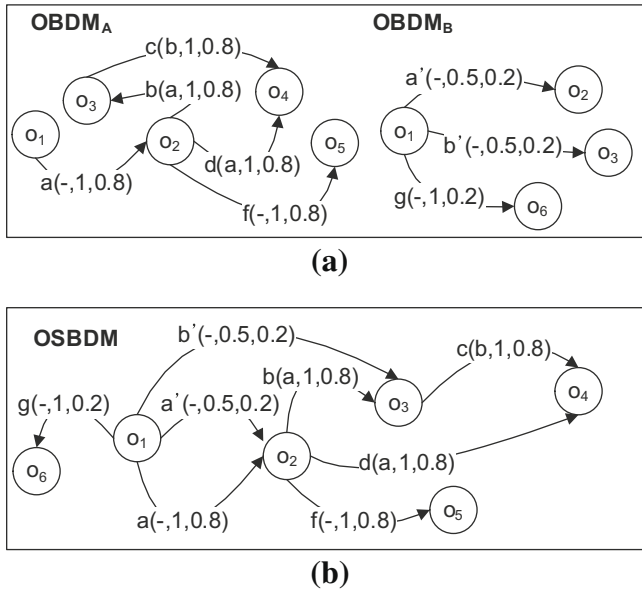 OBDM_A
OBDM_B
c(b,1,0.8)
a'(-,0.5,0.2)
o₃
b(a,1,0.8)
o₄
o₂
o₁
o₂
o₅
o₁
b'(-,0.5,0.2)
o₃
d(a,1,0.8)
a(-,1,0.8)
g(-,1,0.2)
f(-,1,0.8)
o₆
(a)
OSBDM
b'(-,0.5,0.2)
c(b,1,0.8)
b(a,1,0.8)
g(-,1,0.2)
a'(-,0.5,0.2)
o₃
o₄
o₁
o₂
o₆
d(a,1,0.8)
a(-,1,0.8)
f(-,1,0.8)
o₅
(b)